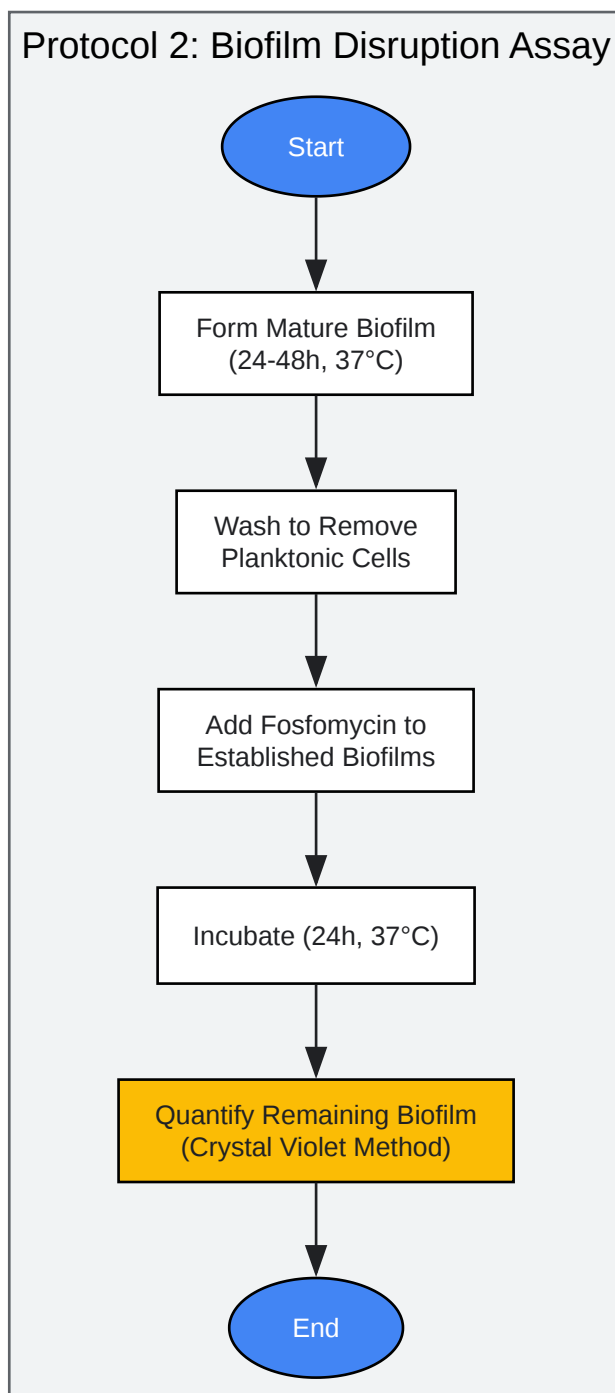 Protocol 2: Biofilm Disruption Assay
Start
Form Mature Biofilm
(24-48h, 37°C)
Wash to Remove
Planktonic Cells
Add Fosfomycin to
Established Biofilms
Incubate (24h, 37°C)
Quantify Remaining Biofilm
(Crystal Violet Method)
End